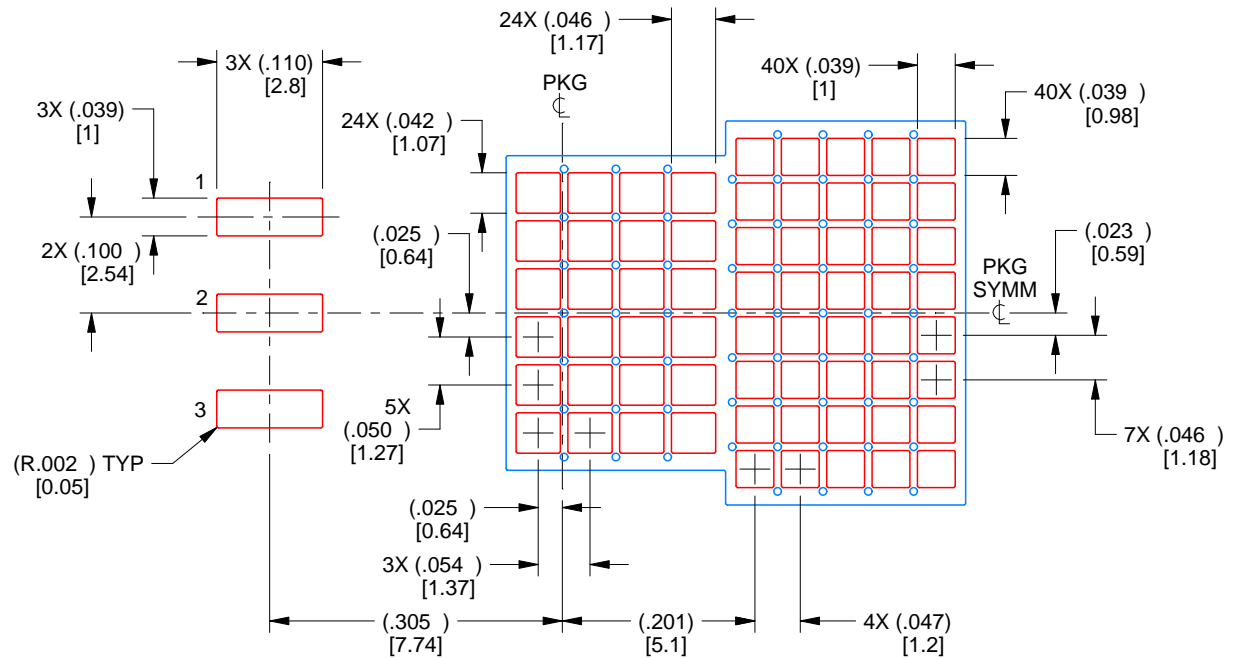 24X (.046 )
[1.17]
3X (.110)
[2.8]
PKG
40X (.039)
[1]
3X (.039)
[1]
24X (.042 )
[1.07]
40X (.039 )
[0.98]
1
2X (.100 )
[2.54]
(.025 )
[0.64]
(.023 )
[0.59]
PKG
SYMM
2
3
5X
(.050 )
[1.27]
7X (.046 )
[1.18]
(R.002 ) TYP
[0.05]
(.025 )
[0.64]
3X (.054 )
[1.37]
(.305 )
[7.74]
(.201)
[5.1]
4X (.047)
[1.2]